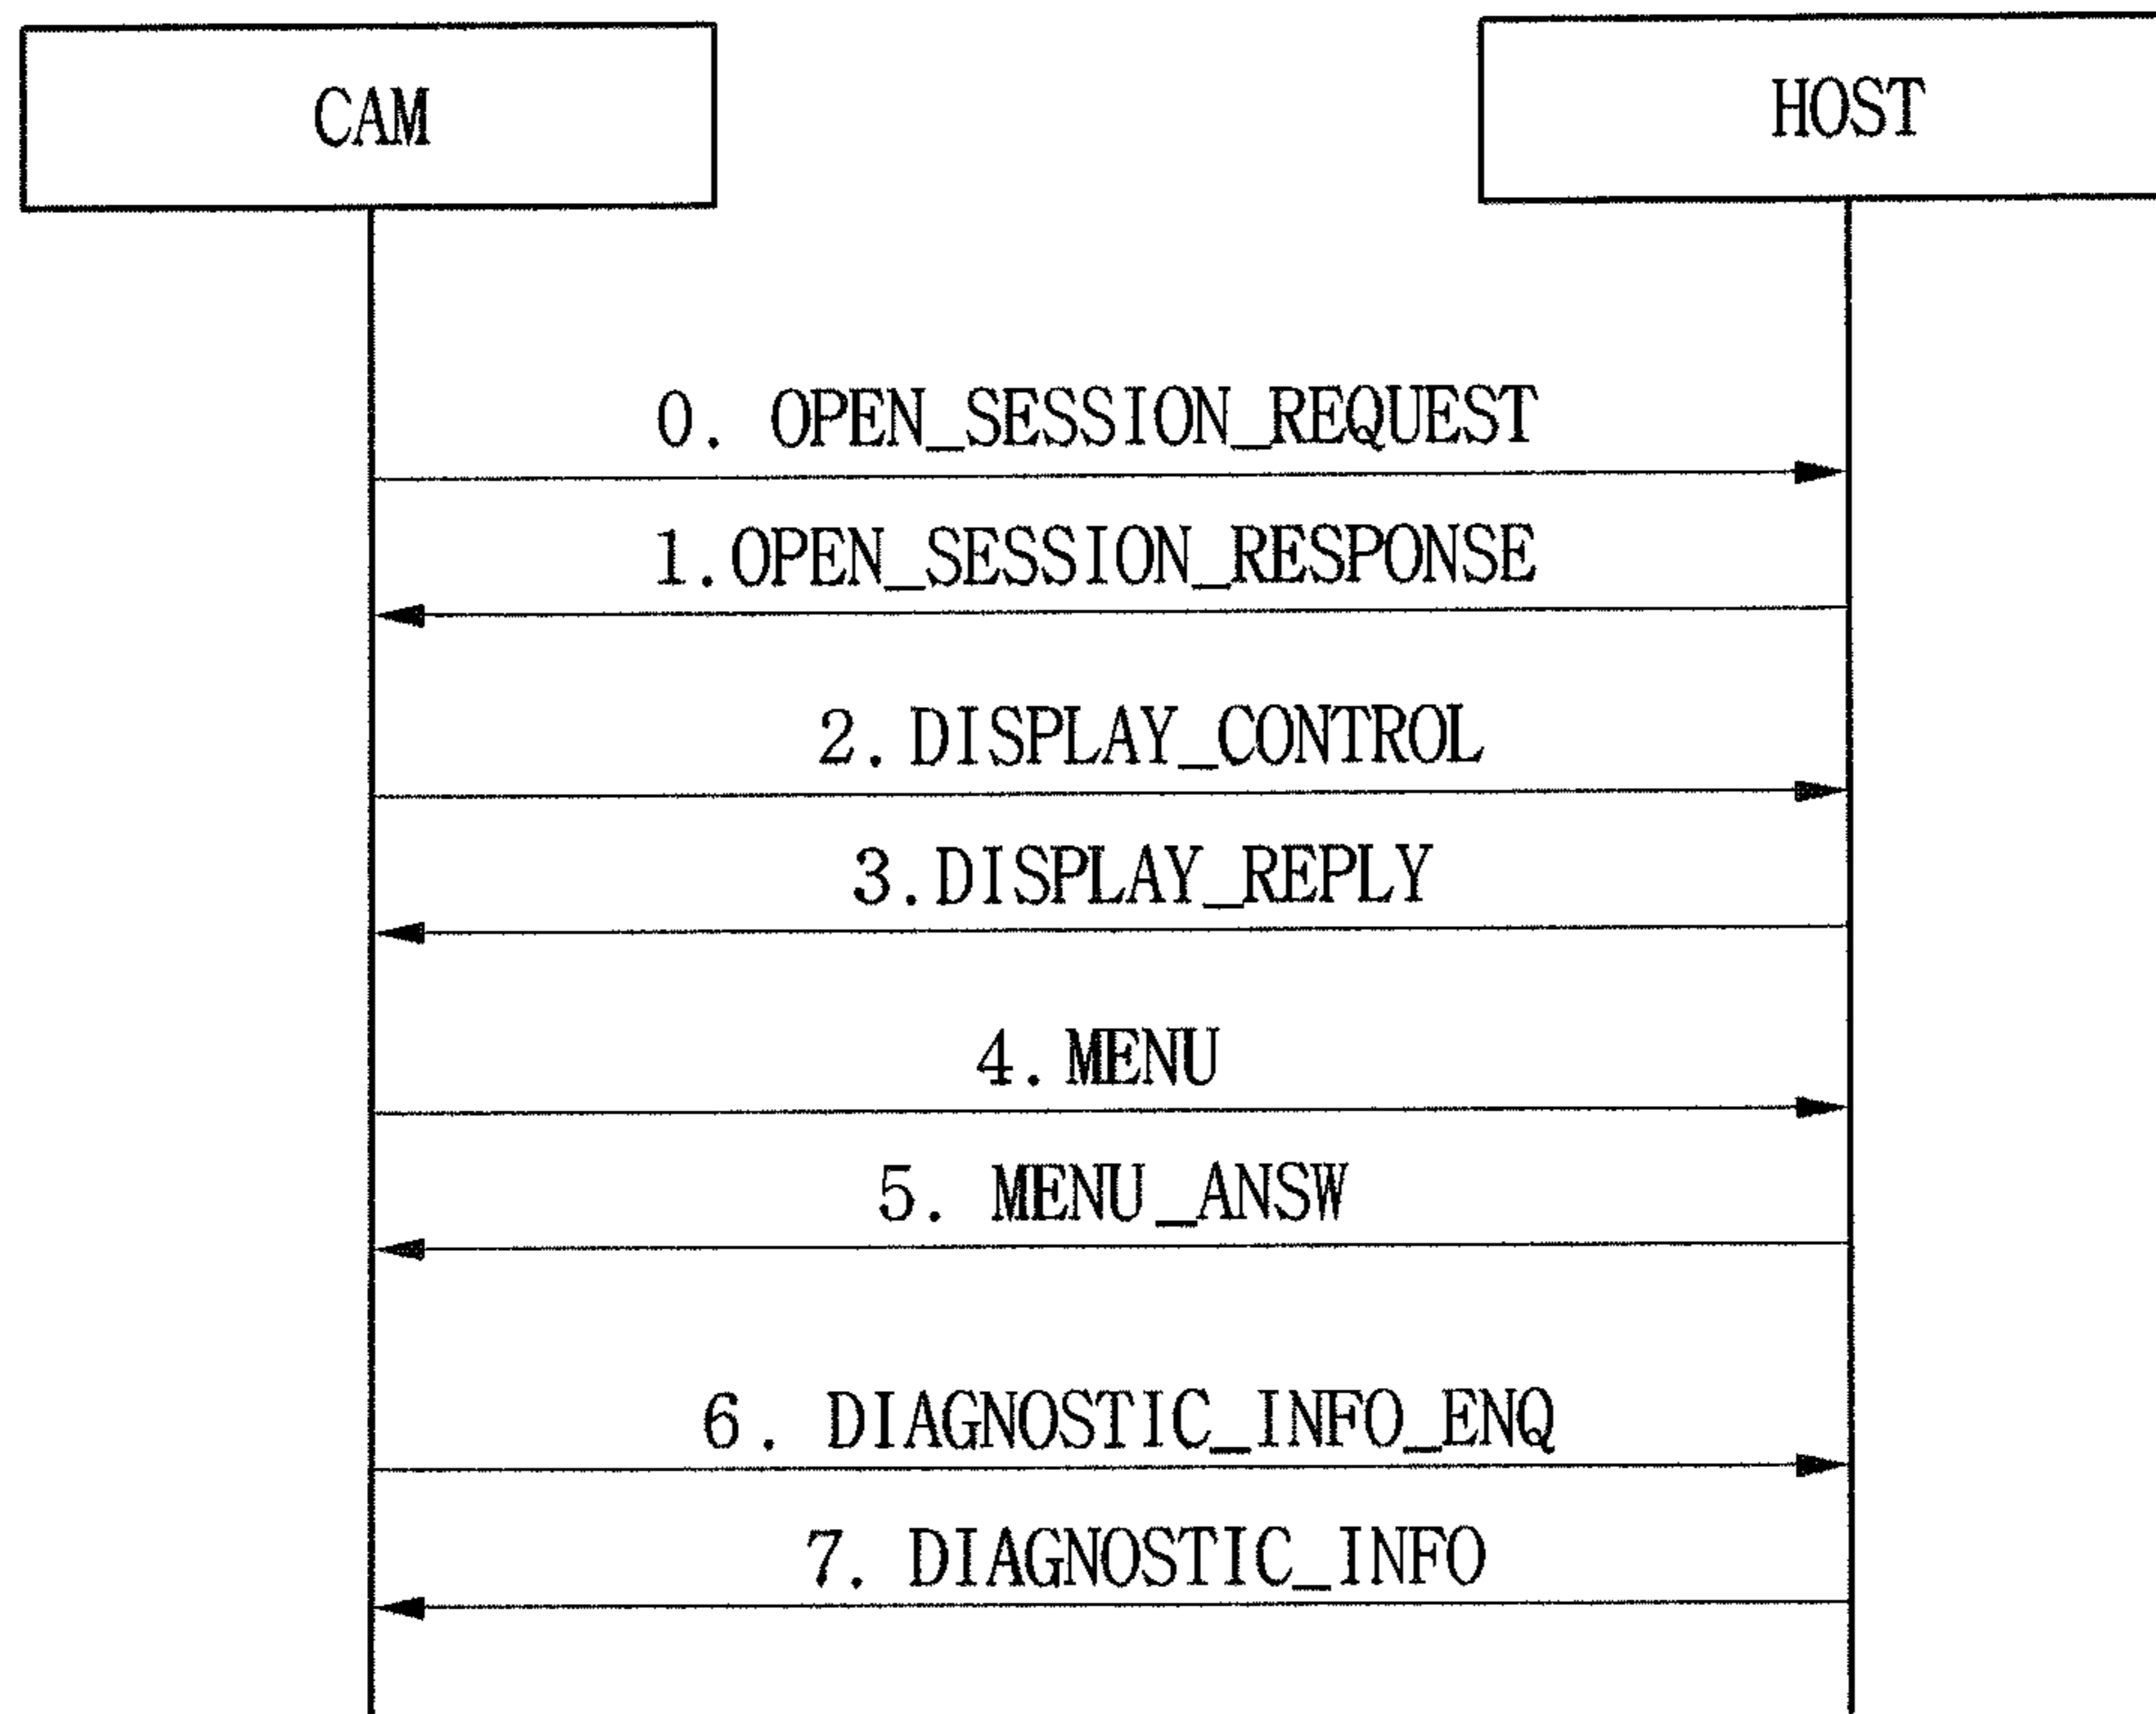 CAM
HOST
0. OPEN_SESSION_REQUEST
1.OPEN_SESSION_RESPONSE
2.DISPLAY_CONTROL
3.DISPLAY_REPLY
4.MENU
5. MENU_ANSW
6. DIAGNOSTIC_INFO_ENQ
7. DIAGNOSTIC_INFO